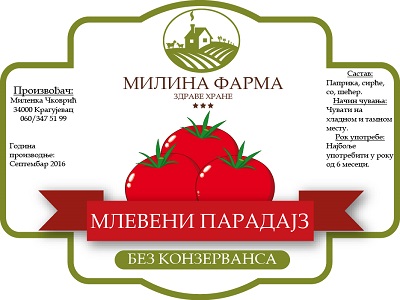 МИЛИНА ФАРМА
ЗДРАВЕ ХРАНЕ
Произвођач:
Миленка Чковрић
34000 Крагујевац
060/347 51 99
Година
производње:
Септембар 2016
Састав:
Паприка, сирће,
со, шећер.
Начин чувања:
Чувати на
хладном и тамном
месту.
Рок употребе:
Најбоље
употребити у року
од 6 месеци.
МЛЕВЕНИ ПАРАДАЈЗ
БЕЗ КОНЗЕРВАНСА